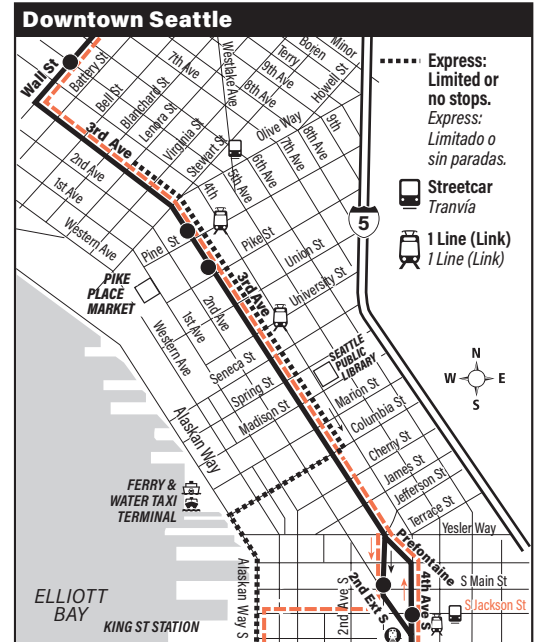 Downtown Seattle
Wall St
Battery St
Bell St
Blanchard St
Lenora St
Virginia St
Stewart St
7th Ave
Westlake Ave
Terry
Boren
Minor
9th Ave
8th Ave
Howell St
Olive Way
9th
8th Ave
7th Ave
6th Ave
5th Ave
4th
3rd Ave
2nd Ave
1st Ave
Western Ave
Pine St
Pike St
Union St
University St
3rd Ave
5
Express:
Limited or
no stops.
Express:
Limitado o
sin paradas.
Streetcar
Tranvía
1 Line (Link)
1 Line (Link)
PIKE
PLACE
MARKET
2nd Ave
1st Ave
Western Ave
Seneca St
Spring St
Madison St
SEATTLE
PUBLIC
LIBRARY
Marion St
Columbia St
Cherry St
James St
Jefferson St
Terrace St
Yesler Way
N
W
E
S
Alaskan Way
FERRY &
WATER TAXI
TERMINAL
Prefontaine
S Main St
S Jackson St
4th Ave S
2nd Ext S
2nd Ave S
Alaskan Way S
ELLIOTT
BAY
KING ST STATION